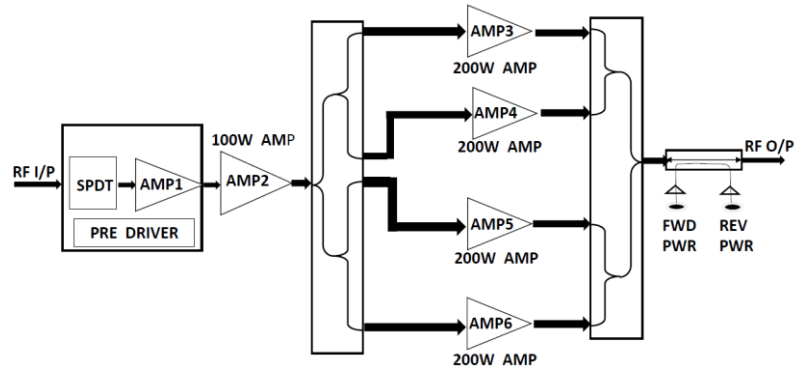 AMP3
200W AMP
AMP4
200W AMP
100W AMP
RF I/P
SPDT
AMP1
AMP2
PRE DRIVER
RF O/P
FWD
PWR
REV
PWR
AMP5
200W AMP
AMP6
200W AMP